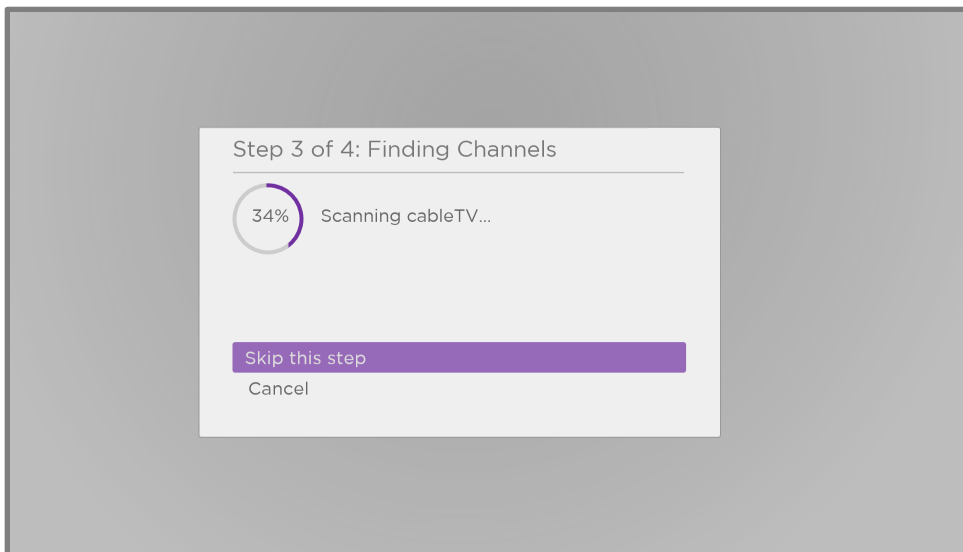 Step 3 of 4: Finding Channels
34%
Scanning cableTV...
Skip this step
Cancel